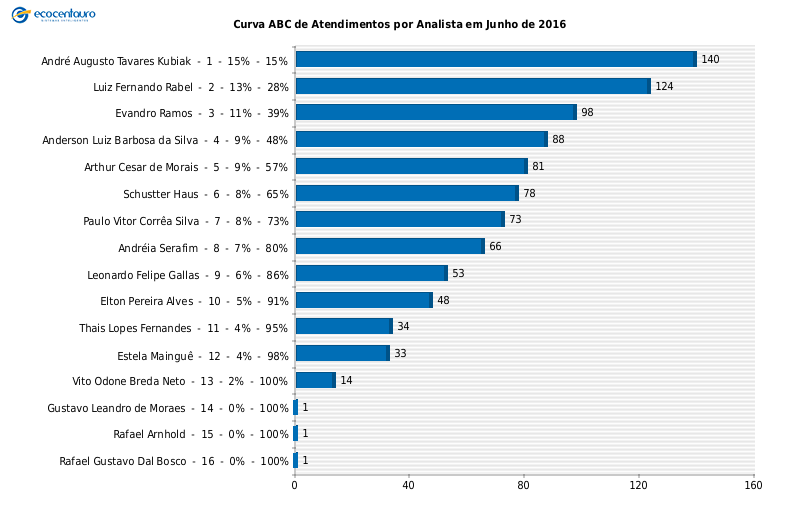 ecocentauro
Curva ABC de Atendimentos por Analista em Junho de 2016
André Augusto Tavares Kubiak - 1 - 15% - 15% 140
Luiz Fernando Rabel - 2 - 13% - 28% 124
Evandro Ramos - 3 - 11% - 39% 98
Anderson Luiz Barbosa da Silva - 4 - 9% - 48% 88
Arthur Cesar de Morais - 5 - 9% - 57% 81
Schustter Haus - 6 - 8% - 65% 78
Paulo Vitor Corrêa Silva - 7 - 8% - 73% 73
Andréia Serafim - 8 - 7% - 80% 66
Leonardo Felipe Gallas - 9 - 6% - 86% 53
Elton Pereira Alves - 10 - 5% - 91% 48
Thais Lopes Fernandes - 11 - 4% - 95% 34
Estela Mainguê - 12 - 4% - 98% 33
Vito Odone Breda Neto - 13 - 2% - 100% 14
Gustavo Leandro de Moraes - 14 - 0% - 100% 1
Rafael Arnhold - 15 - 0% - 100% 1
Rafael Gustavo Dal Bosco - 16 - 0% - 100% 1
0 40 80 120 160